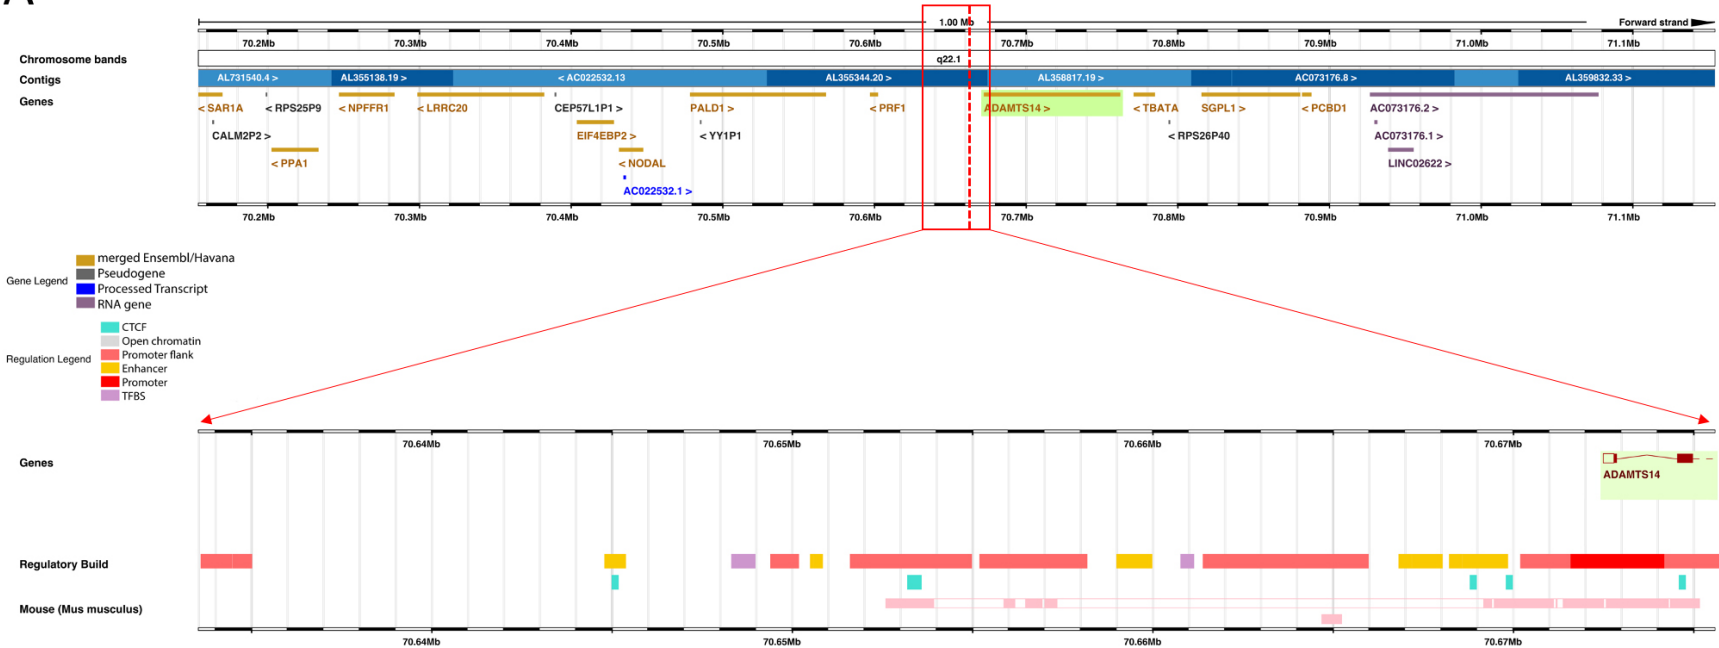 A
1.00 Mb Forward strand
70.2Mb 70.3Mb 70.4Mb 70.5Mb 70.6Mb 70.7Mb 70.8Mb 70.9Mb 71.0Mb 71.1Mb
Chromosome bands q22.1
Contigs AL731540.4 > AL355138.19 > < AC022532.13 AL355344.20 > AL358817.19 > AC073176.8 > AL359832.33 >
Genes < SAR1A < RPS25P9 < NPFFR1 < LRRC20 CEP57L1P1 > PALD1 > < PRF1 ADAMTS14 > < TBATA SGPL1 > < PCBD1 AC073176.2 >
CALM2P2 > EIF4EBP2 > < YY1P1 < RPS26P40 AC073176.1 >
< PPA1 < NODAL LINC02622 >
AC022532.1 >
70.2Mb 70.3Mb 70.4Mb 70.5Mb 70.6Mb 70.7Mb 70.8Mb 70.9Mb 71.0Mb 71.1Mb
Gene Legend
merged Ensembl/Havana
Pseudogene
Processed Transcript
RNA gene
Regulation Legend
CTCF
Open chromatin
Promoter flank
Enhancer
Promoter
TFBS
70.64Mb 70.65Mb 70.66Mb 70.67Mb
Genes
ADAMTS14
Regulatory Build
Mouse (Mus musculus)
70.64Mb 70.65Mb 70.66Mb 70.67Mb